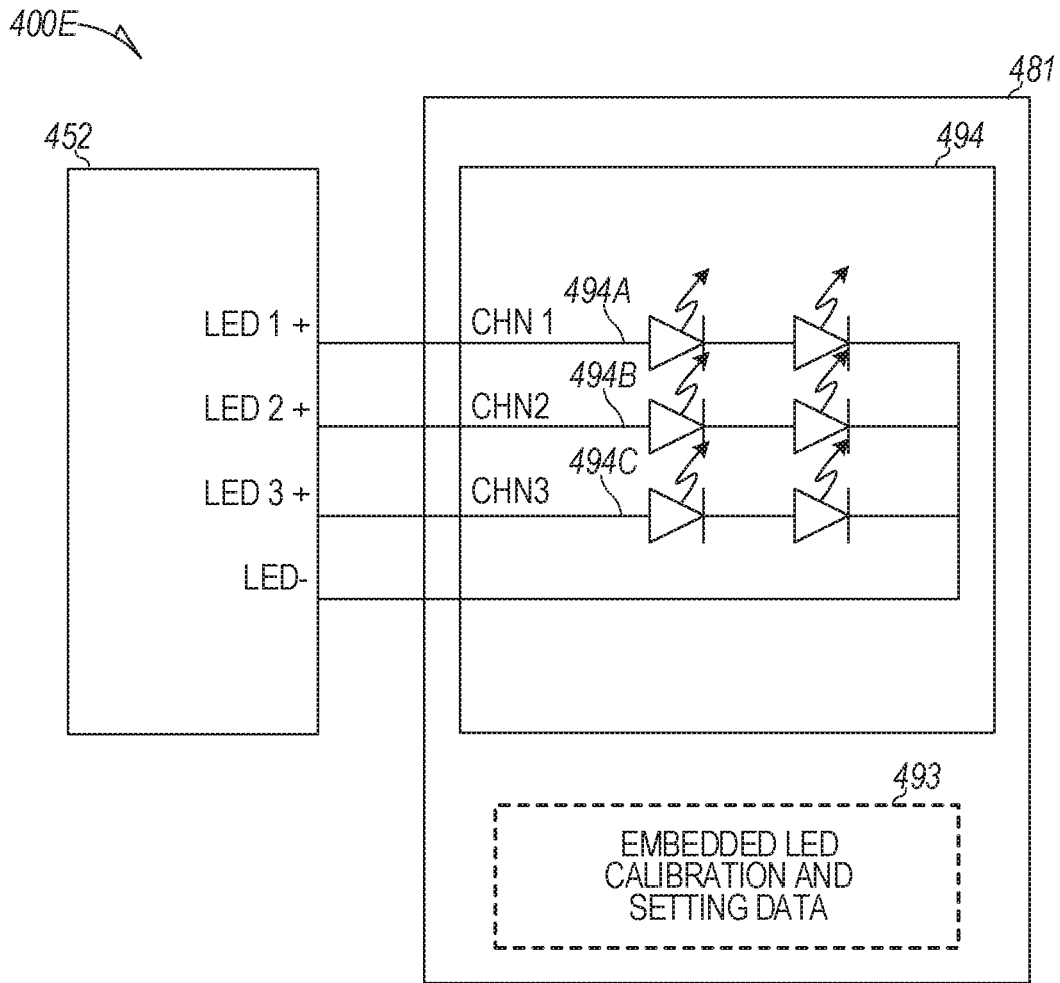 400E
481
452
494
LED 1 +
CHN 1
494A
LED 2 +
CHN2
494B
LED 3 +
CHN3
494C
LED-
493
EMBEDDED LED
CALIBRATION AND
SETTING DATA